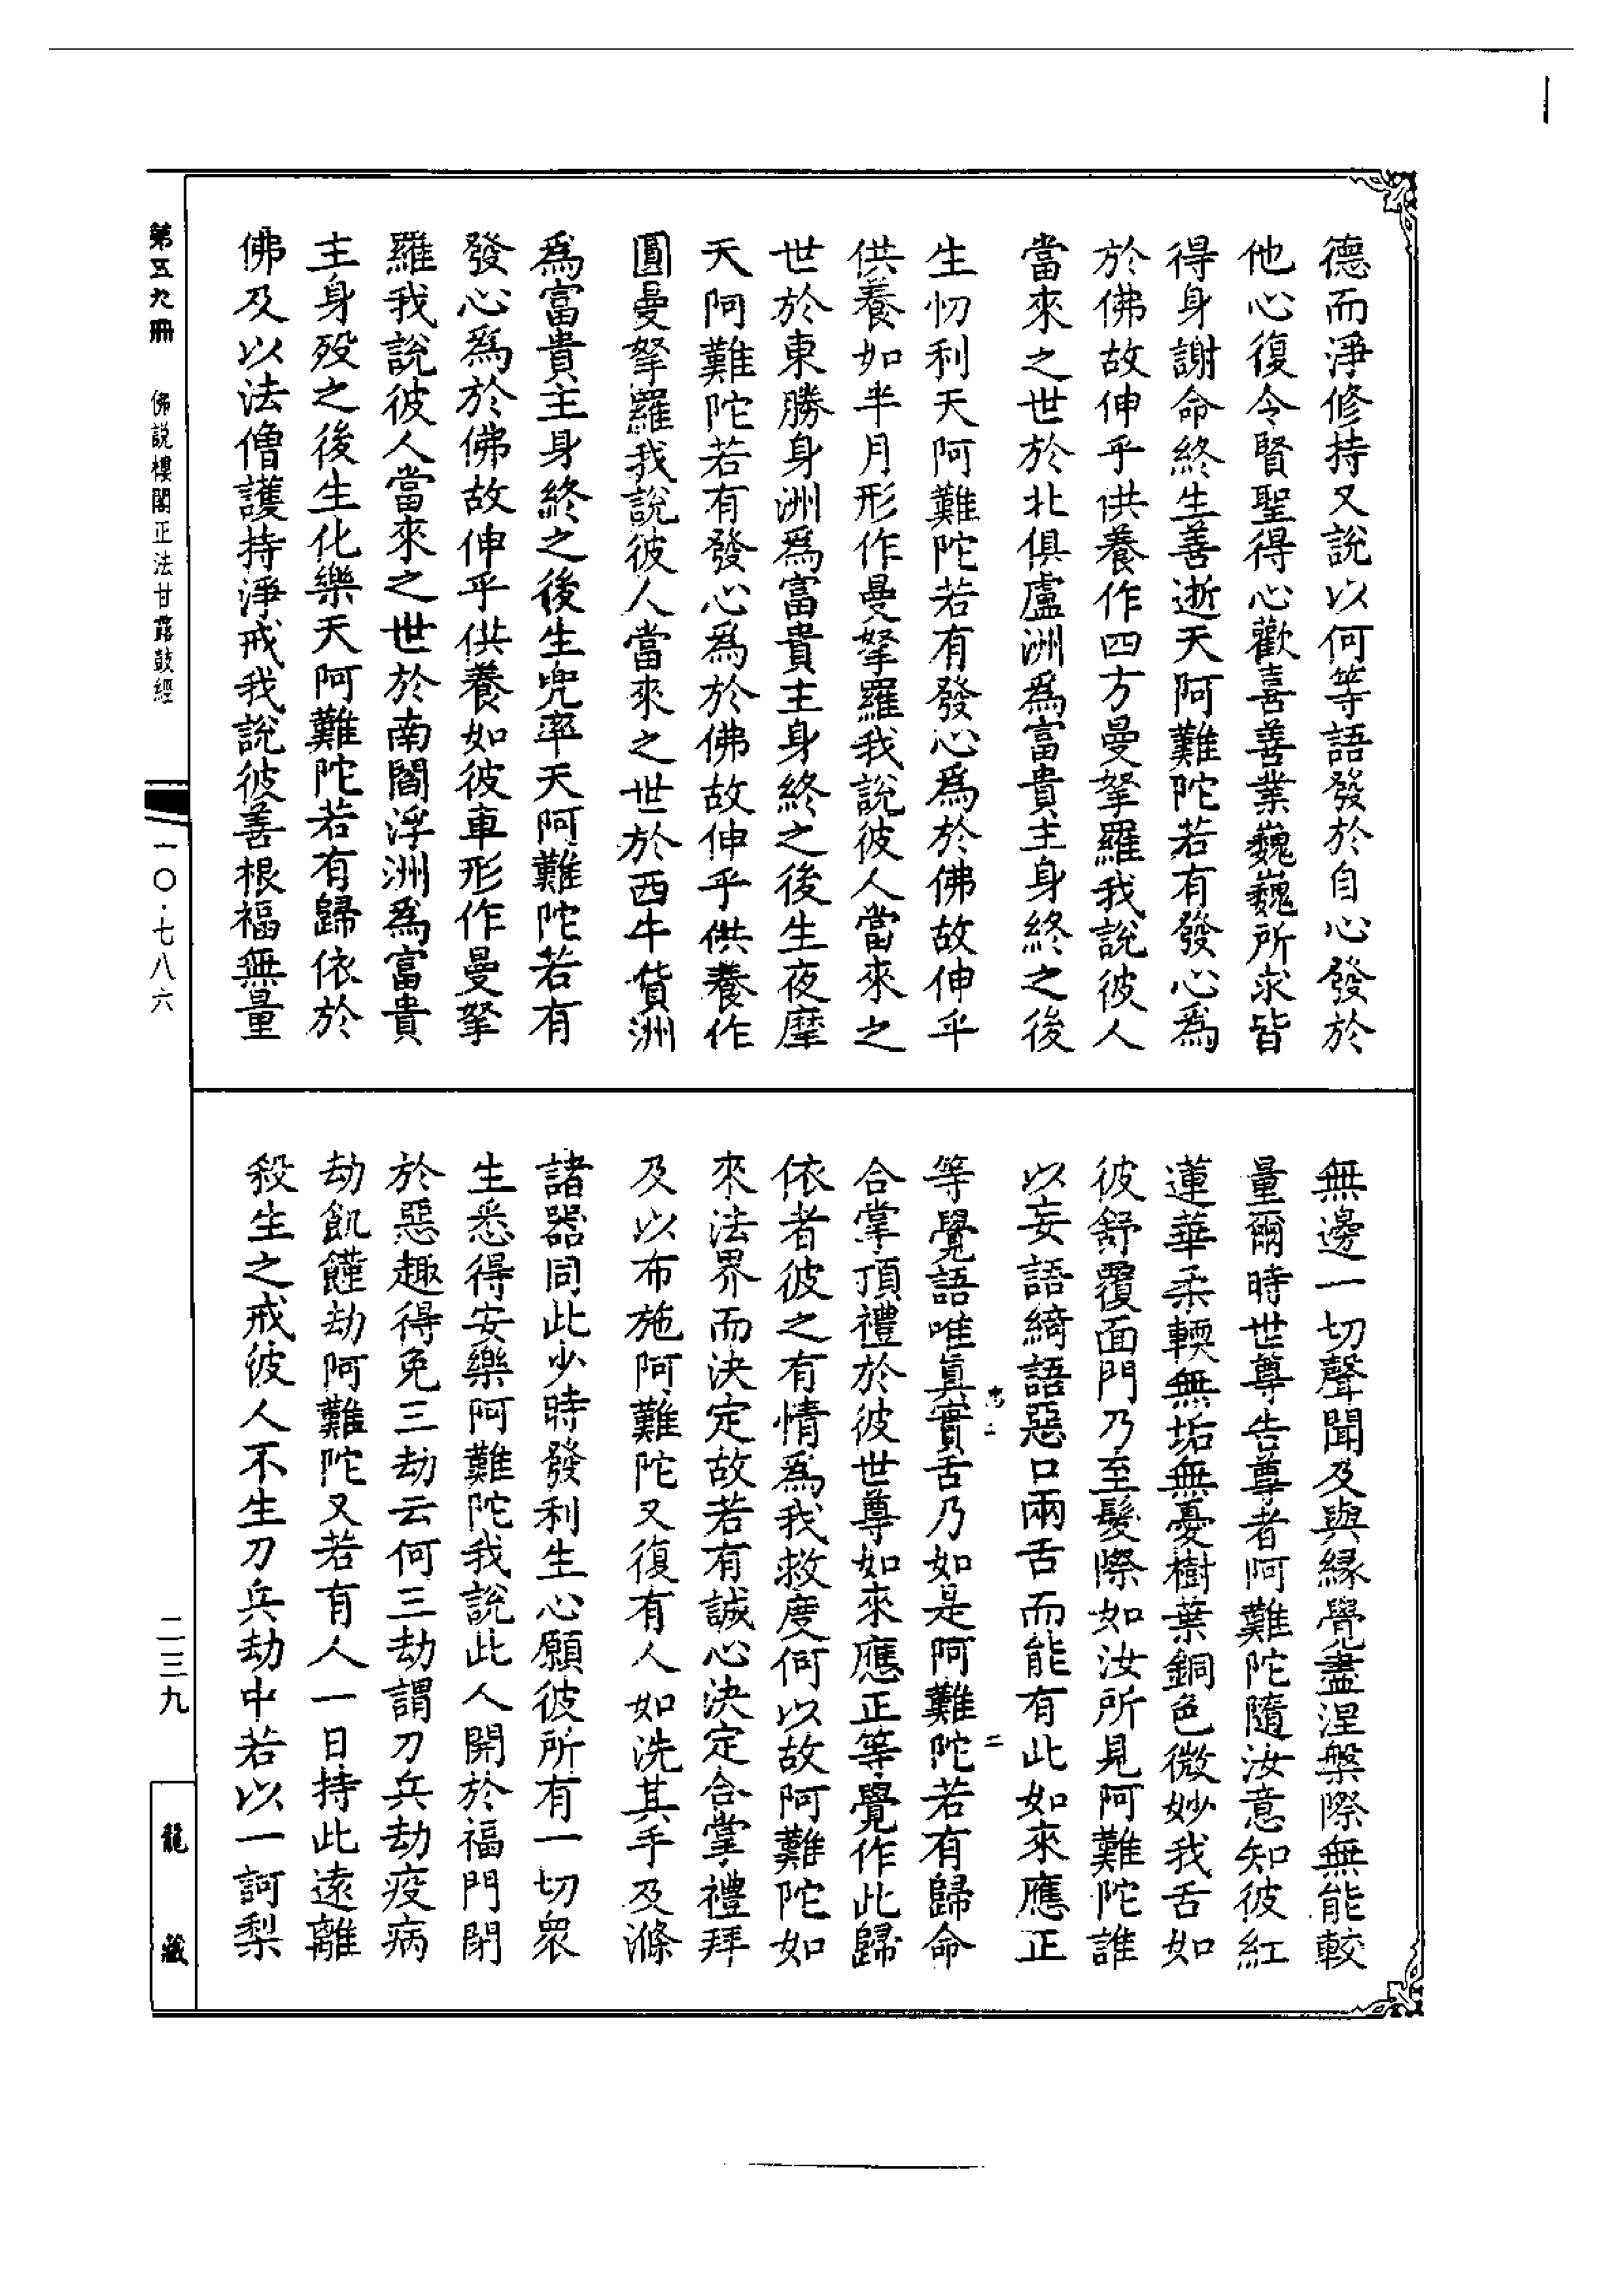 德而淨修持又說以何等語發於自心發於
他心復令賢聖得心歡喜善業巍巍所求皆
得身謝命終生善逝天阿難陀若有發心爲
於佛故伸乎供養作四方曼拏羅我說彼人
當來之世於北俱盧洲爲富貴主身終之後
生忉利天阿難陀若有發心爲於佛故伸乎
供養如半月形作曼拏羅我說彼人當來之
世於東勝身洲爲富貴主身終之後生夜摩
天阿難陀若有發心爲於佛故伸乎供養作
圓曼拏羅我說彼人當來之世於西牛貨洲
爲富貴主身終之後生兜率天阿難陀若有
發心爲於佛故伸乎供養如彼車形作曼拏
羅我說彼人當來之世於南閻浮洲爲富貴
主身歿之後生化樂天阿難陀若有歸依於
佛及以法僧護持淨戒我說彼善根福無量
無邊一切聲聞及與緣覺盡涅槃際無能較
量爾時世尊告尊者阿難陀隨汝意知彼紅
蓮華柔輭無垢無憂樹葉銅色微妙我舌如
彼舒覆面門乃至髮際如汝所見阿難陀誰
以妄語綺語惡口兩舌而能有此如來應正
等覺語唯真實舌乃如是阿難陀若有歸命
合掌頂禮於彼世尊如來應正等覺作此歸
依者彼之有情爲我救度何以故阿難陀如
來法界而決定故若有誠心決定合掌禮拜
及以布施阿難陀又復有人如洗其手及滌
諸器同此少時發利生心願彼所有一切衆
生悉得安樂阿難陀我說此人開於福門閉
於惡趣得免三劫云何三劫謂刀兵劫疫病
劫飢饉劫阿難陀又若有人一日持此遠離
殺生之戒彼人不生刀兵劫中若以一訶梨
第五九冊 佛說樓閣正法甘露鼓經
一〇·七八六
二三九
龍藏